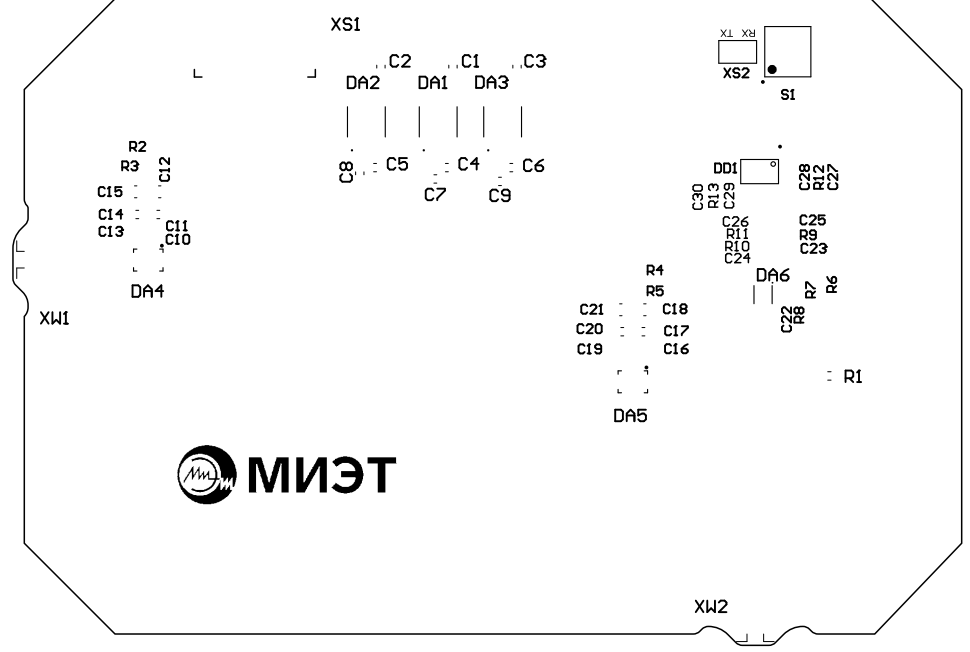 XS1
TX RX
C2 C1 C3
DA2 DA1 DA3
XS2
S1
R2
R3
C12
C8
C5 C4 C6
C7 C9
DD1
C28
R12
C27
C15
C30
R13
C29
C14
C13
C11
C10
C26
R11
R10
C24
C25
R9
C23
R4
DA6
DA4
R5
R7
R6
XW1
C21 C18
C20 C17
C19 C16
C22
R8
R1
DA5
МИЭТ
XW2